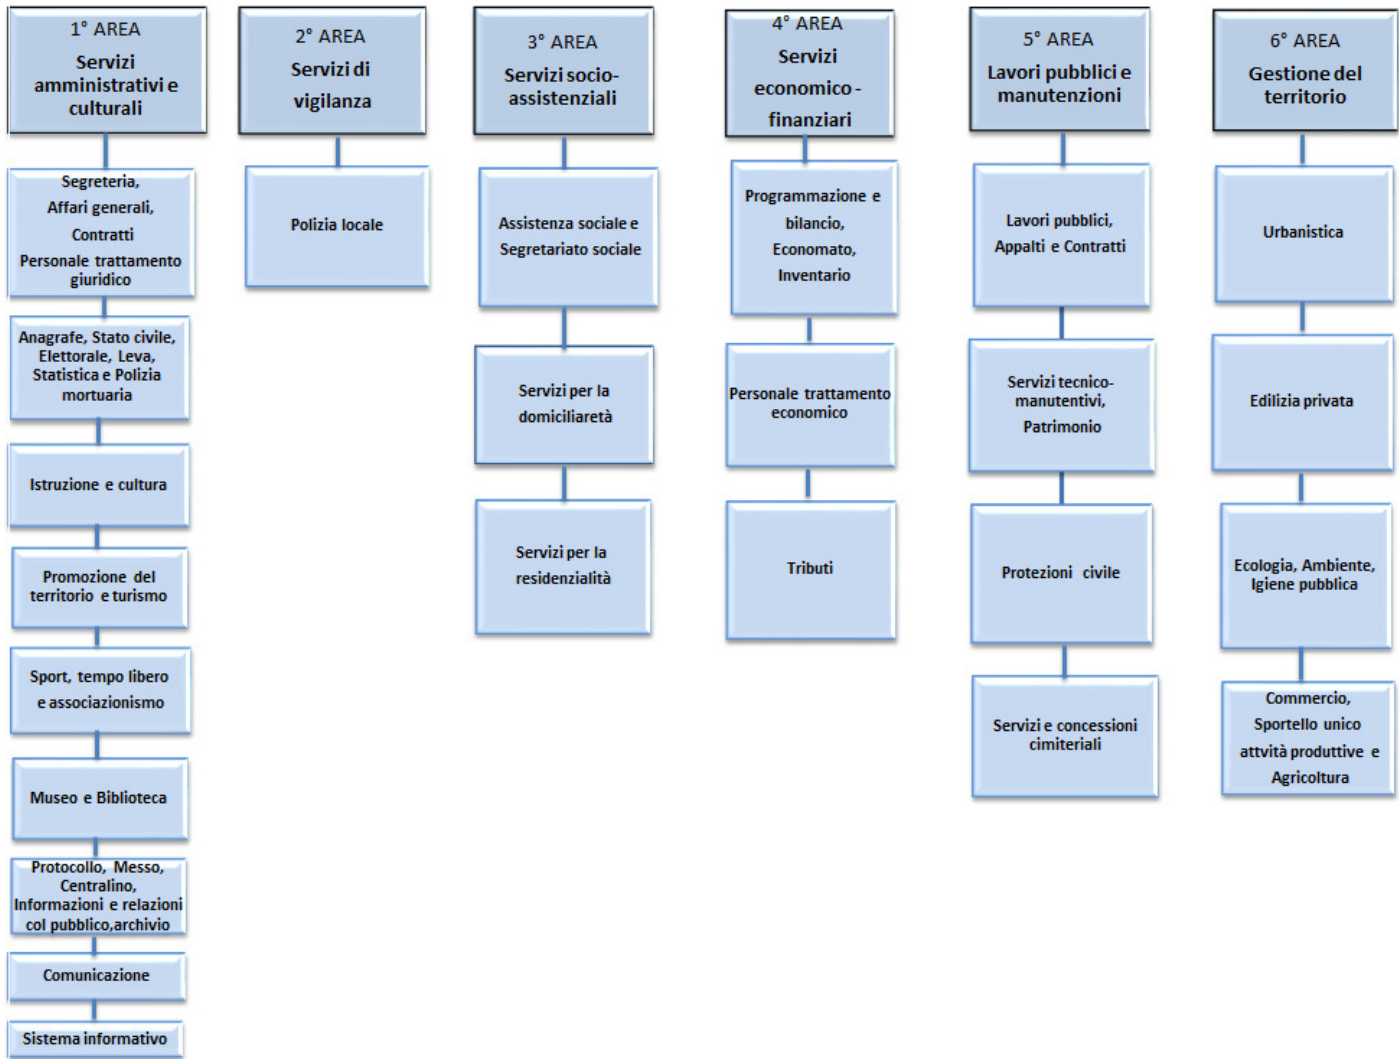 1° AREA
Servizi
amministrativi e
culturali
Segreteria,
Affari generali,
Contratti
Personale trattamento
giuridico
Anagrafe, Stato civile,
Elettorale, Leva,
Statistica e Polizia
mortuaria
Istruzione e cultura
Promozione del
territorio e turismo
Sport, tempo libero
e associazionismo
Museo e Biblioteca
Protocollo, Messo,
Centralino,
Informazioni e relazioni
col pubblico,archivio
Comunicazione
Sistema informativo
2° AREA
Servizi di
vigilanza
Polizia locale
3° AREA
Servizi socio-
assistenziali
Assistenza sociale e
Segretariato sociale
Servizi per la
domiciliaretà
Servizi per la
residenzialità
4° AREA
Servizi
economico -
finanziari
Programmazione e
bilancio,
Economato,
Inventario
Personale trattamento
economico
Tributi
5° AREA
Lavori pubblici e
manutenzioni
Lavori pubblici,
Appalti e Contratti
Servizi tecnico-
manutentivi,
Patrimonio
Protezioni civile
Servizi e concessioni
cimiteriali
6° AREA
Gestione del
territorio
Urbanistica
Edilizia privata
Ecologia, Ambiente,
Igiene pubblica
Commercio,
Sportello unico
attvità produttive e
Agricoltura